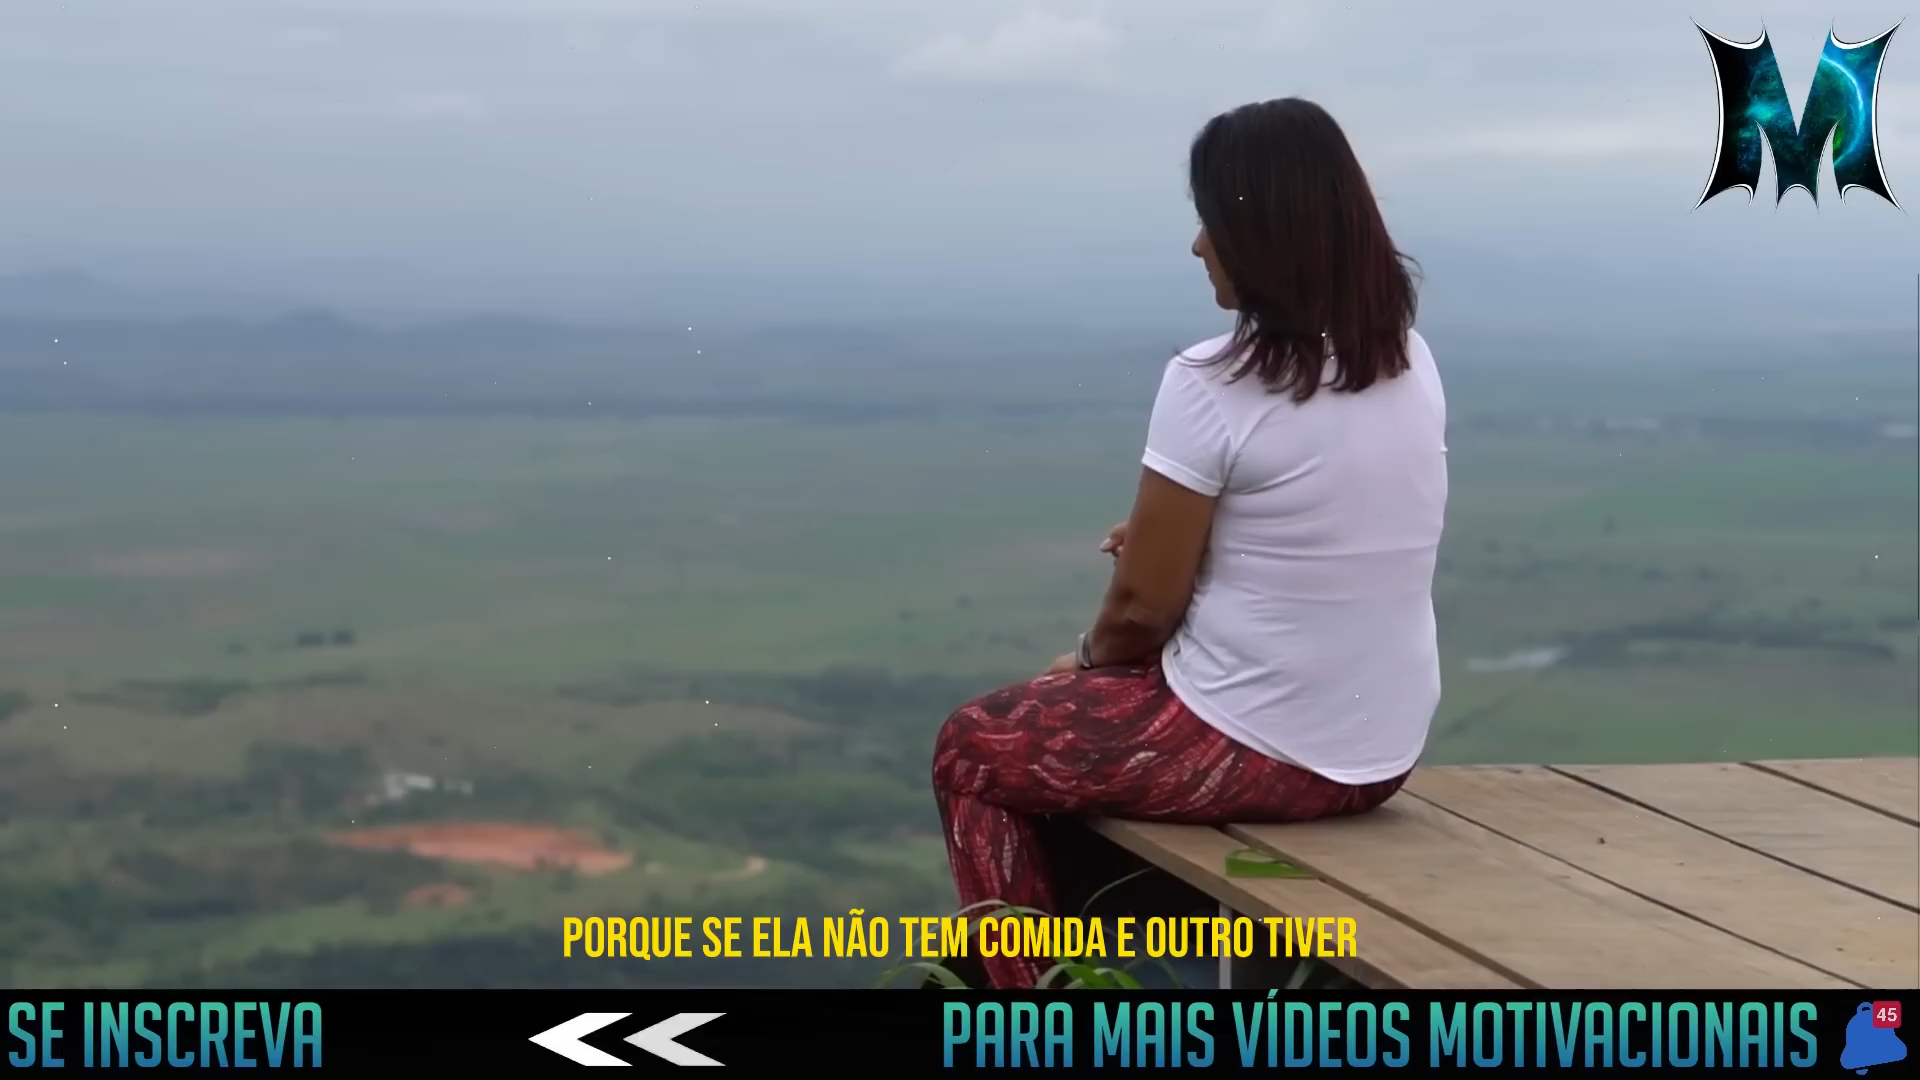 M
PORQUE SE ELA NÃO TEM COMIDA E OUTRO TIVER
SE INSCREVA
PARA MAIS VÍDEOS MOTIVACIONAIS
45